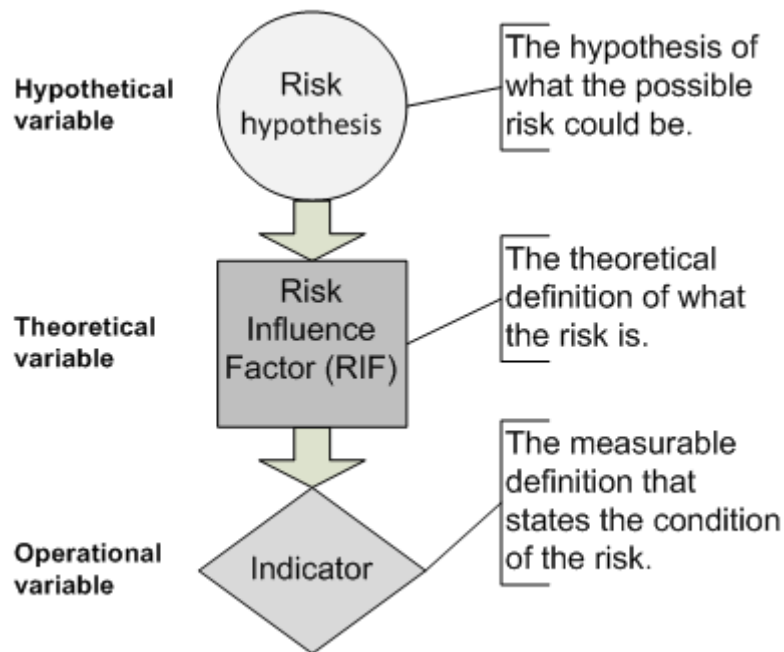 Hypothetical
variable
Risk
hypothesis
The hypothesis of
what the possible
risk could be.
Theoretical
variable
Risk
Influence
Factor (RIF)
The theoretical
definition of what
the risk is.
Operational
variable
Indicator
The measurable
definition that
states the condition
of the risk.